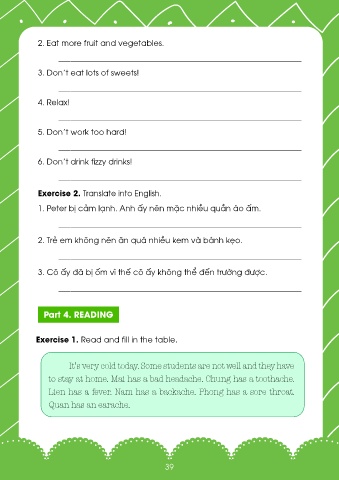 2. Eat more fruit and vegetables.
3. Don't eat lots of sweets!
4. Relax!
5. Don't work too hard!
6. Don't drink fizzy drinks!
Exercise 2. Translate into English.
1. Peter bị cảm lạnh. Anh ấy nên mặc nhiều quần áo ấm.
2. Trẻ em không nên ăn quá nhiều kem và bánh kẹo.
3. Cô ấy đã bị ốm vì thế cô ấy không thể đến trường được.
Part 4. READING
Exercise 1. Read and fill in the table.
It's very cold today. Some students are not well and they have
to stay at home. Mai has a bad headache. Chung has a toothache.
Lien has a fever. Nam has a backache. Phong has a sore throat.
Quan has an earache.
39